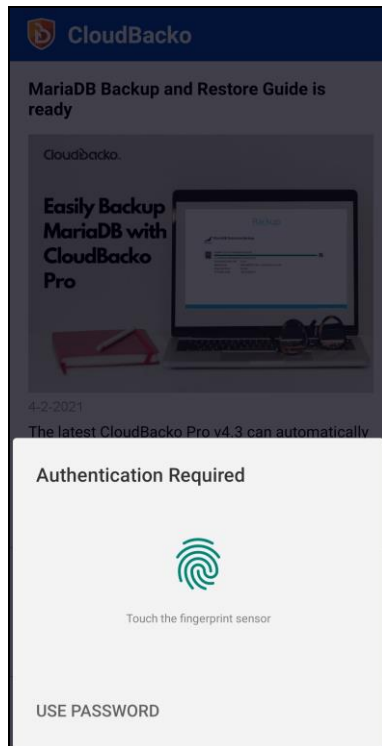 CloudBacko
MariaDB Backup and Restore Guide is
ready
Cloudbacko.
Easily Backup
MariaDB with
CloudBacko
Pro
Backup
4-2-2021
The latest CloudBacko Pro v4.3 can automatically
Authentication Required
Touch the fingerprint sensor
USE PASSWORD